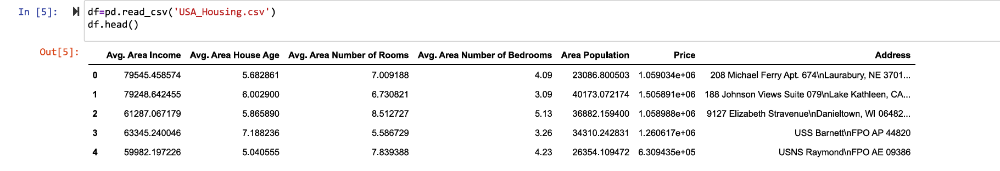 In [5]: df=pd.read_csv('USA_Housing.csv')
df.head()
Out[5]:
Avg. Area Income Avg. Area House Age Avg. Area Number of Rooms Avg. Area Number of Bedrooms Area Population Price Address
0 79545.458574 5.682861 7.009188 4.09 23086.800503 1.059034e+06 208 Michael Ferry Apt. 674\nLaurabury, NE 3701...
1 79248.642455 6.002900 6.730821 3.09 40173.072174 1.505891e+06 188 Johnson Views Suite 079\nLake Kathleen, CA...
2 61287.067179 5.865890 8.512727 5.13 36882.159400 1.058988e+06 9127 Elizabeth Stravenue\nDanieltown, WI 06482...
3 63345.240046 7.188236 5.586729 3.26 34310.242831 1.260617e+06 USS Barnett\nFPO AP 44820
4 59982.197226 5.040555 7.839388 4.23 26354.109472 6.309435e+05 USNS Raymond\nFPO AE 09386